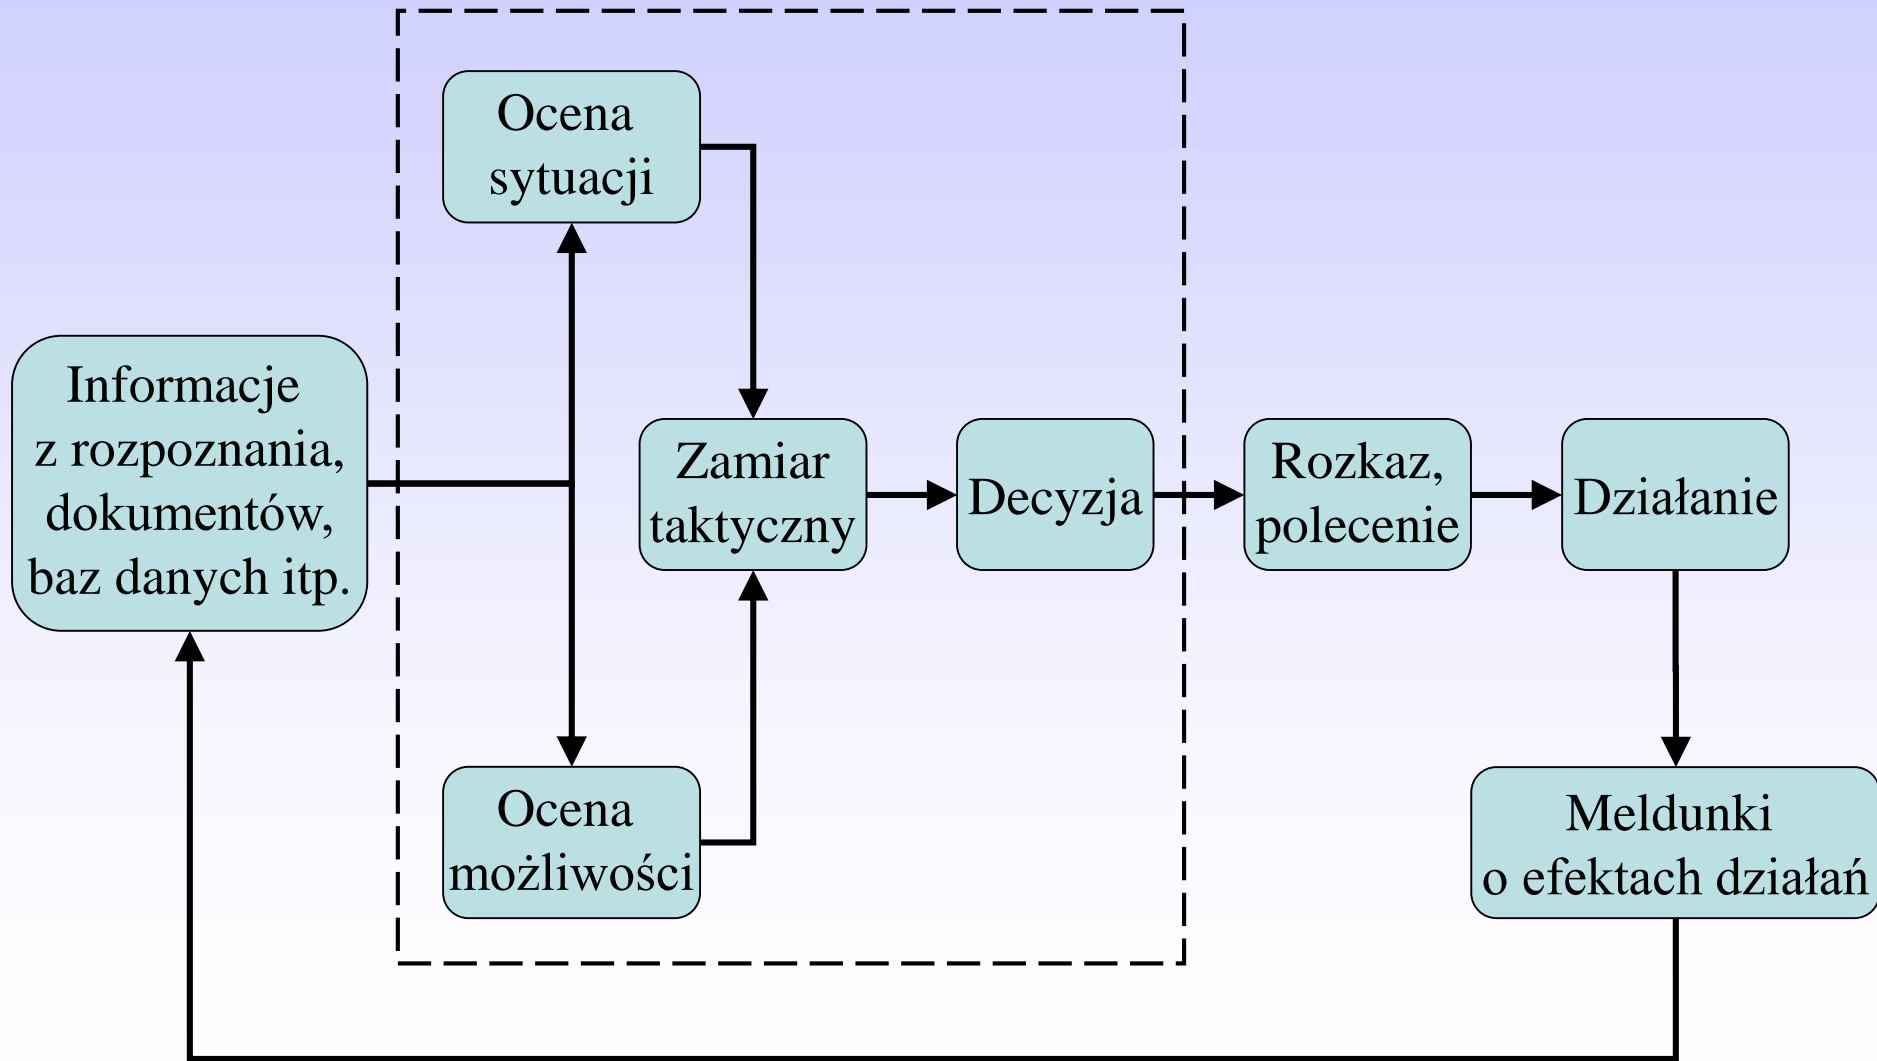 Ocena
sytuacji
Informacje
z rozpoznania,
dokumentów,
baz danych itp.
Zamiar
taktyczny
Decyzja
Rozkaz,
polecenie
Działanie
Ocena
możliwości
Meldunki
o efektach działań